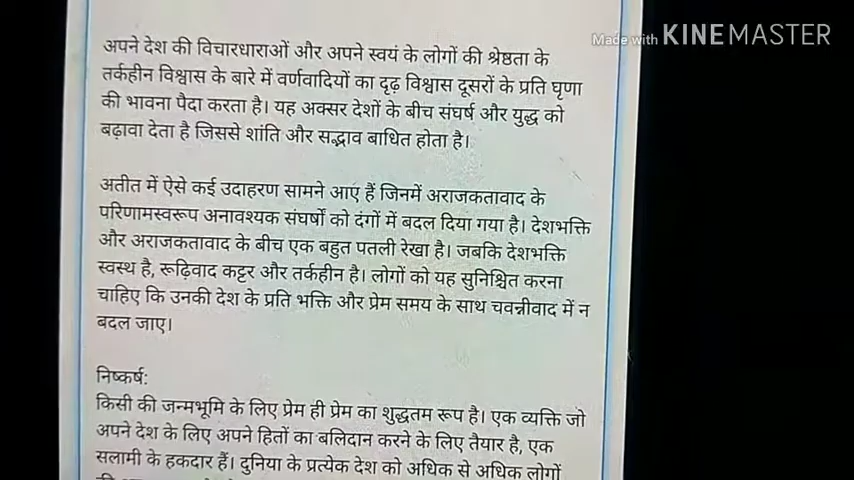 Made with KINEMASTER
अपने देश की विचारधाराओं और अपने स्वयं के लोगों की श्रेष्ठता के
तर्कहीन विश्वास के बारे में वर्णवादियों का दृढ़ विश्वास दूसरों के प्रति घृणा
की भावना पैदा करता है। यह अक्सर देशों के बीच संघर्ष और युद्ध को
बढ़ावा देता है जिससे शांति और सद्भाव बाधित होता है।
अतीत में ऐसे कई उदाहरण सामने आए हैं जिनमें अराजकतावाद के
परिणामस्वरूप अनावश्यक संघर्षों को दंगों में बदल दिया गया है। देशभक्ति
और अराजकतावाद के बीच एक बहुत पतली रेखा है। जबकि देशभक्ति
स्वस्थ है, रूढ़िवाद कट्टर और तर्कहीन है। लोगों को यह सुनिश्चित करना
चाहिए कि उनकी देश के प्रति भक्ति और प्रेम समय के साथ चवन्नीवाद में न
बदल जाए।
निष्कर्ष:
किसी की जन्मभूमि के लिए प्रेम ही प्रेम का शुद्धतम रूप है। एक व्यक्ति जो
अपने देश के लिए अपने हितों का बलिदान करने के लिए तैयार है, एक
सलामी के हकदार हैं। दुनिया के प्रत्येक देश को अधिक से अधिक लोगों